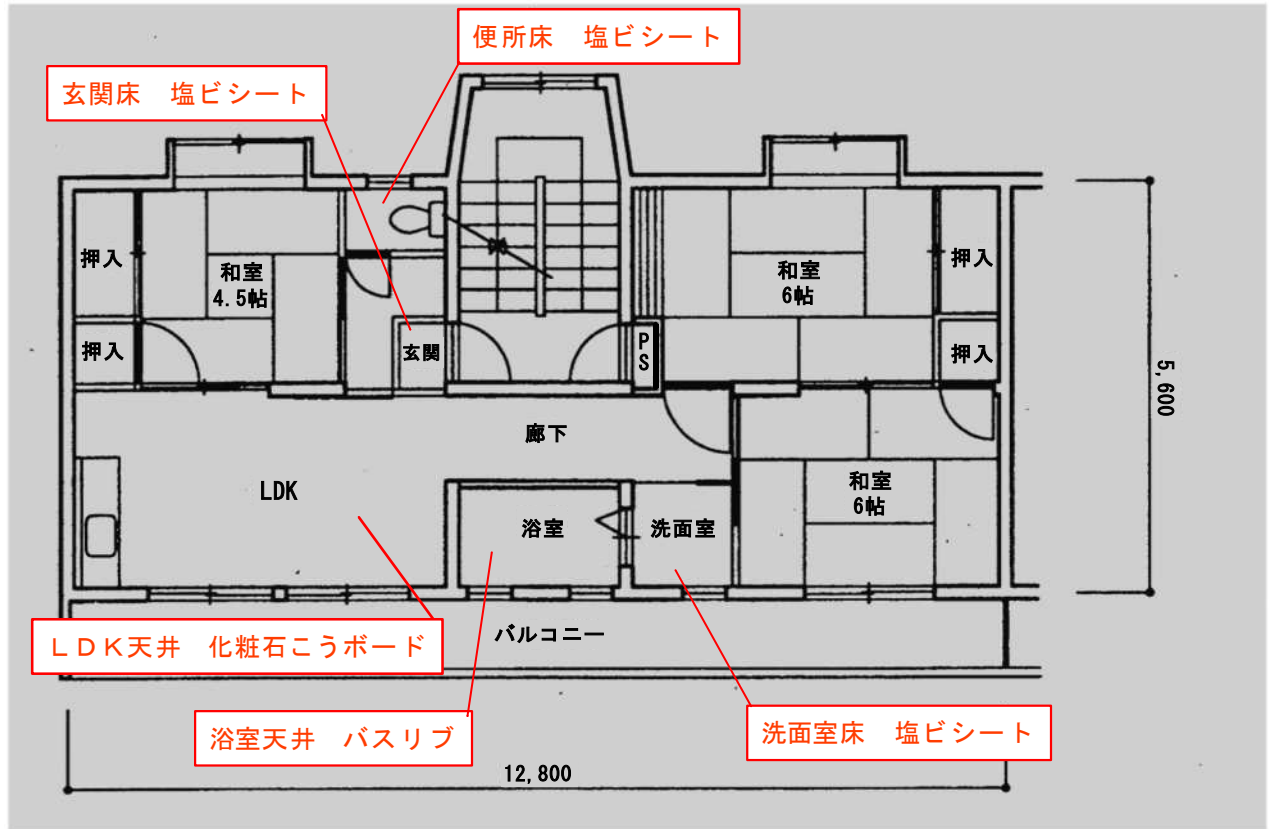 便所床　塩ビシート
玄関床　塩ビシート
押入
和室
4.5帖
和室
6帖
押入
押入
玄関
PS
押入
5,600
廊下
LDK
和室
6帖
浴室
洗面室
バルコニー
ＬＤＫ天井　化粧石こうボード
浴室天井　バスリブ
洗面室床　塩ビシート
12,800